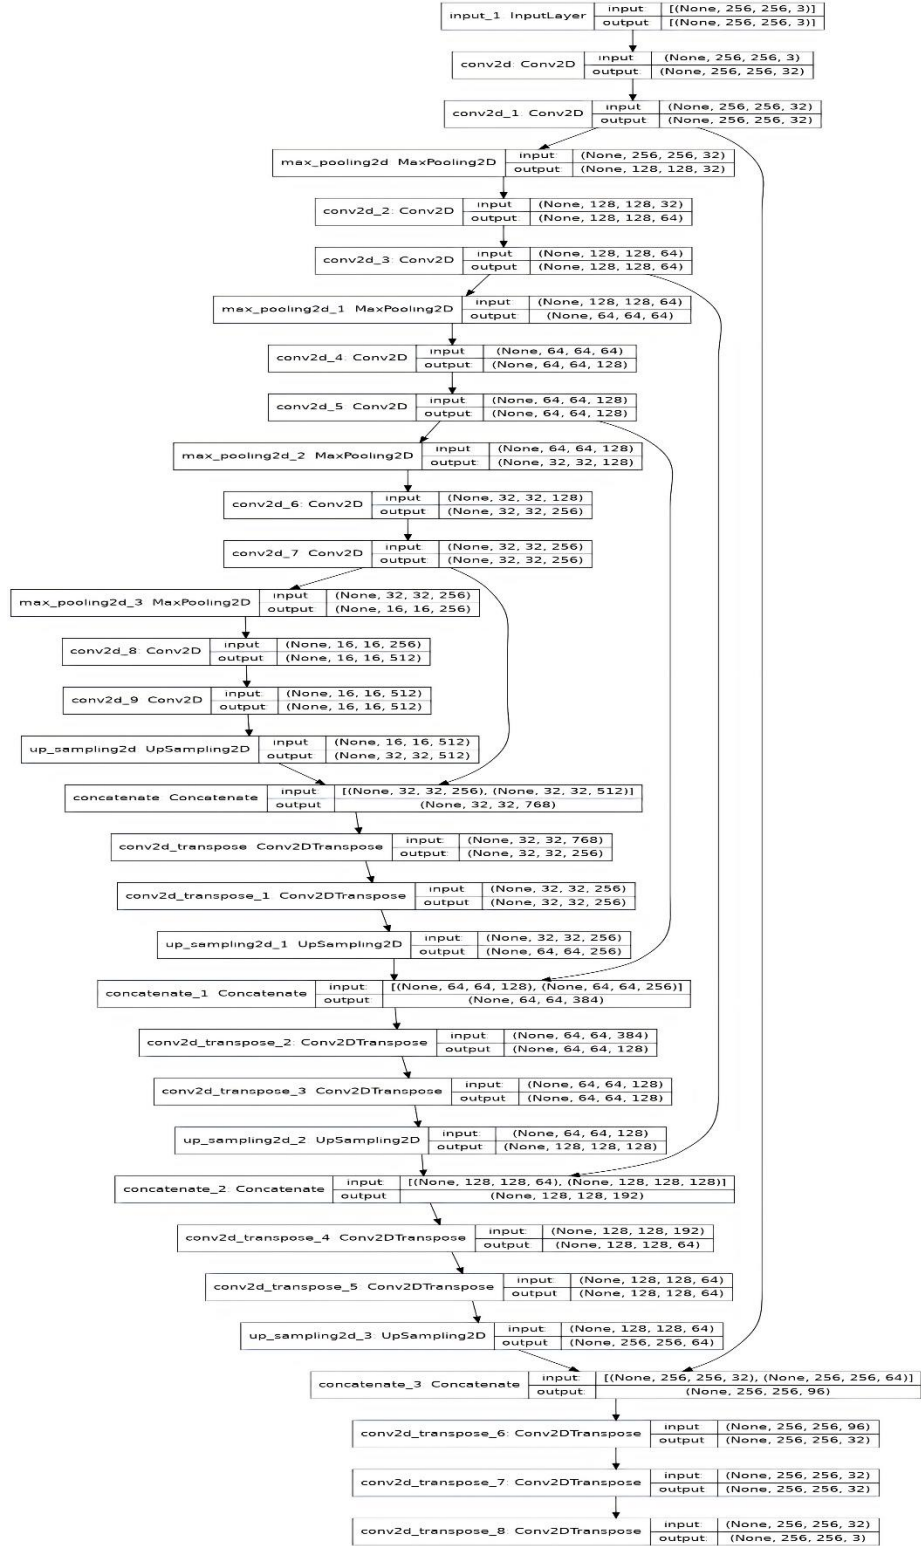 input_1 InputLayer input [(None, 256, 256, 3)]
output [(None, 256, 256, 3)]
conv2d: Conv2D input (None, 256, 256, 3)
output: (None, 256, 256, 32)
conv2d_1: Conv2D input (None, 256, 256, 32)
output (None, 256, 256, 32)
max_pooling2d MaxPooling2D input: (None, 256, 256, 32)
output: (None, 128, 128, 32)
conv2d_2: Conv2D input (None, 128, 128, 32)
output (None, 128, 128, 64)
conv2d_3: Conv2D input: (None, 128, 128, 64)
output: (None, 128, 128, 64)
max_pooling2d_1 MaxPooling2D input: (None, 128, 128, 64)
output: (None, 64, 64, 64)
conv2d_4: Conv2D input (None, 64, 64, 64)
output: (None, 64, 64, 128)
conv2d_5 Conv2D input: (None, 64, 64, 128)
output: (None, 64, 64, 128)
max_pooling2d_2 MaxPooling2D input: (None, 64, 64, 128)
output: (None, 32, 32, 128)
conv2d_6: Conv2D input (None, 32, 32, 128)
output: (None, 32, 32, 256)
conv2d_7 Conv2D input: (None, 32, 32, 256)
output: (None, 32, 32, 256)
max_pooling2d_3 MaxPooling2D input: (None, 32, 32, 256)
output: (None, 16, 16, 256)
conv2d_8: Conv2D input: (None, 16, 16, 256)
output (None, 16, 16, 512)
conv2d_9 Conv2D input: (None, 16, 16, 512)
output: (None, 16, 16, 512)
up_sampling2d UpSampling2D input (None, 16, 16, 512)
output: (None, 32, 32, 512)
concatenate Concatenate input: [(None, 32, 32, 256), (None, 32, 32, 512)]
output (None, 32, 32, 768)
conv2d_transpose Conv2DTranspose input: (None, 32, 32, 768)
output: (None, 32, 32, 256)
conv2d_transpose_1: Conv2DTranspose input: (None, 32, 32, 256)
output: (None, 32, 32, 256)
up_sampling2d_1 UpSampling2D input: (None, 32, 32, 256)
output: (None, 64, 64, 256)
concatenate_1 Concatenate input: [(None, 64, 64, 128), (None, 64, 64, 256)]
output (None, 64, 64, 384)
conv2d_transpose_2: Conv2DTranspose input: (None, 64, 64, 384)
output (None, 64, 64, 128)
conv2d_transpose_3 Conv2DTranspose input: (None, 64, 64, 128)
output: (None, 64, 64, 128)
up_sampling2d_2 UpSampling2D input: (None, 64, 64, 128)
output: (None, 128, 128, 128)
concatenate_2: Concatenate input: [(None, 128, 128, 64), (None, 128, 128, 128)]
output (None, 128, 128, 192)
conv2d_transpose_4 Conv2DTranspose input: (None, 128, 128, 192)
output: (None, 128, 128, 64)
conv2d_transpose_5: Conv2DTranspose input: (None, 128, 128, 64)
output: (None, 128, 128, 64)
up_sampling2d_3: UpSampling2D input: (None, 128, 128, 64)
output: (None, 256, 256, 64)
concatenate_3: Concatenate input: [(None, 256, 256, 32), (None, 256, 256, 64)]
output: (None, 256, 256, 96)
conv2d_transpose_6: Conv2DTranspose input (None, 256, 256, 96)
output (None, 256, 256, 32)
conv2d_transpose_7: Conv2DTranspose input: (None, 256, 256, 32)
output: (None, 256, 256, 32)
conv2d_transpose_8: Conv2DTranspose input: (None, 256, 256, 32)
output: (None, 256, 256, 3)